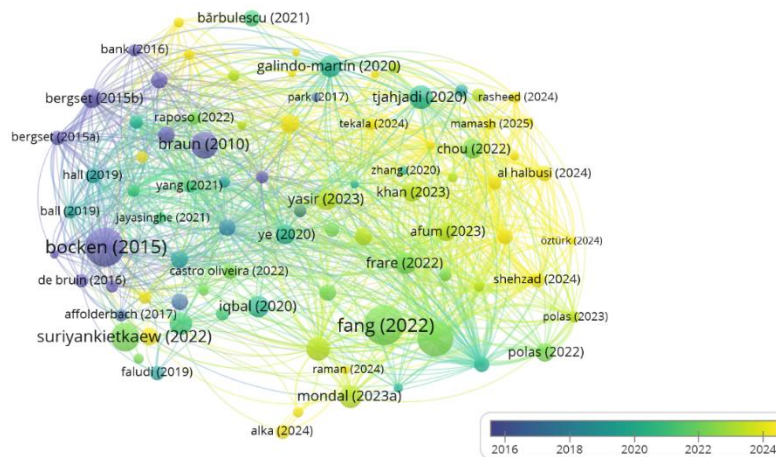 bărbulescu (2021)
bank (2016)
galindo-martín (2020)
bergset (2015b)
park (2017)
tjahjadi (2020)
rasheed (2024)
raposo (2022)
tekala (2024)
mamash (2025)
bergset (2015a)
braun (2010)
chou (2022)
hall (2019)
yang (2021)
zhang (2020)
al halbusi (2024)
khan (2023)
yasir (2023)
ball (2019)
jayasinghe (2021)
ye (2020)
afum (2023)
öztürk (2024)
bocken (2015)
frare (2022)
castro oliveira (2022)
de bruin (2016)
shehzad (2024)
iqbal (2020)
affolderbach (2017)
polas (2023)
fang (2022)
suriyankietkaew (2022)
polas (2022)
faludi (2019)
raman (2024)
mondal (2023a)
alka (2024)
2016 2018 2020 2022 2024